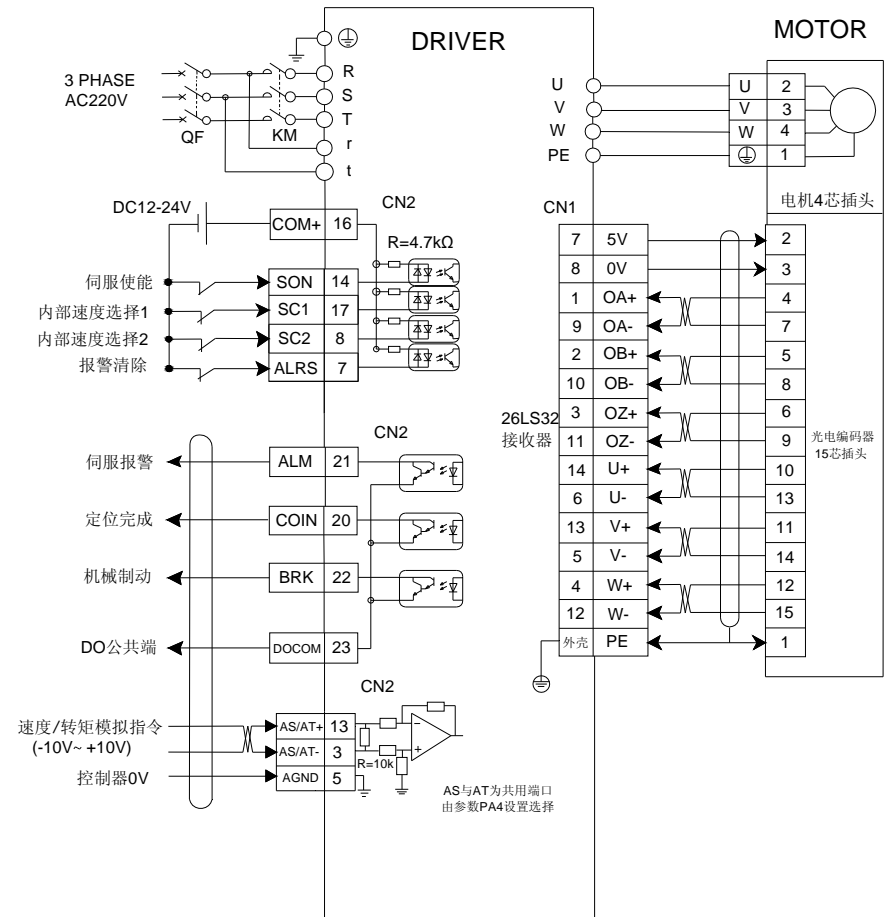 DRIVER
MOTOR
3 PHASE
AC220V
QF
KM
R
S
T
r
t
U
V
W
PE
U 2
V 3
W 4
1
电机4芯插头
DC12-24V
CN2
COM+ 16
R=4.7kΩ
伺服使能 SON 14
内部速度选择1 SC1 17
内部速度选择2 SC2 8
报警清除 ALRS 7
CN2
伺服报警 ALM 21
定位完成 COIN 20
机械制动 BRK 22
DO公共端 DOCOM 23
CN2
速度/转矩模拟指令
(-10V~ +10V)
AS/AT+ 13
AS/AT- 3
控制器0V AGND 5
R=10k
-
+
AS与AT为共用端口
由参数PA4设置选择
CN1
26LS32
接收器
7 5V 2
8 0V 3
1 OA+ 4
9 OA- 7
2 OB+ 5
10 OB- 8
3 OZ+ 6
11 OZ- 9
14 U+ 10
6 U- 13
13 V+ 11
5 V- 14
4 W+ 12
12 W- 15
外壳 PE 1
光电编码器
15芯插头